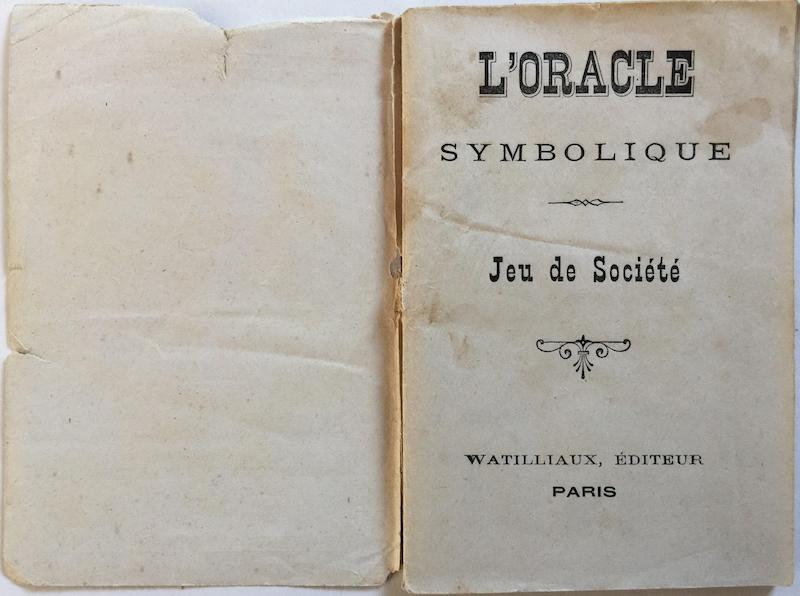 L'ORACLE
SYMBOLIQUE
Jeu de Société
WATILLIAUX, ÉDITEUR
PARIS